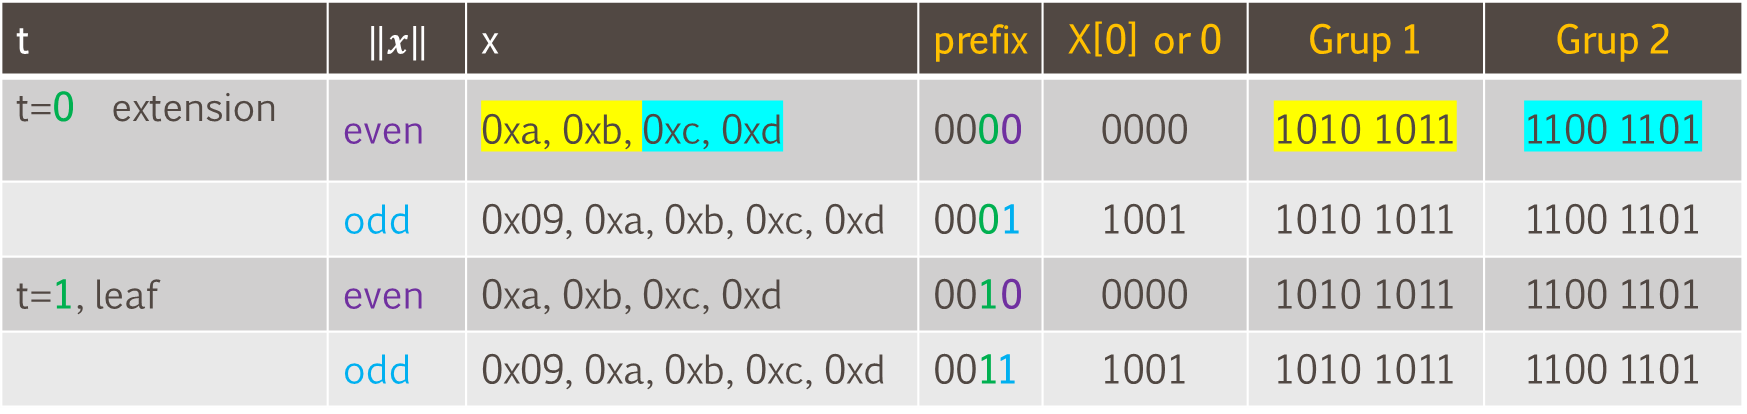 t ||x|| x prefix X[0] or 0 Grup 1 Grup 2
t=0 extension even 0xa, 0xb, 0xc, 0xd 0000 0000 1010 1011 1100 1101
odd 0x09, 0xa, 0xb, 0xc, 0xd 0001 1001 1010 1011 1100 1101
t=1, leaf even 0xa, 0xb, 0xc, 0xd 0010 0000 1010 1011 1100 1101
odd 0x09, 0xa, 0xb, 0xc, 0xd 0011 1001 1010 1011 1100 1101